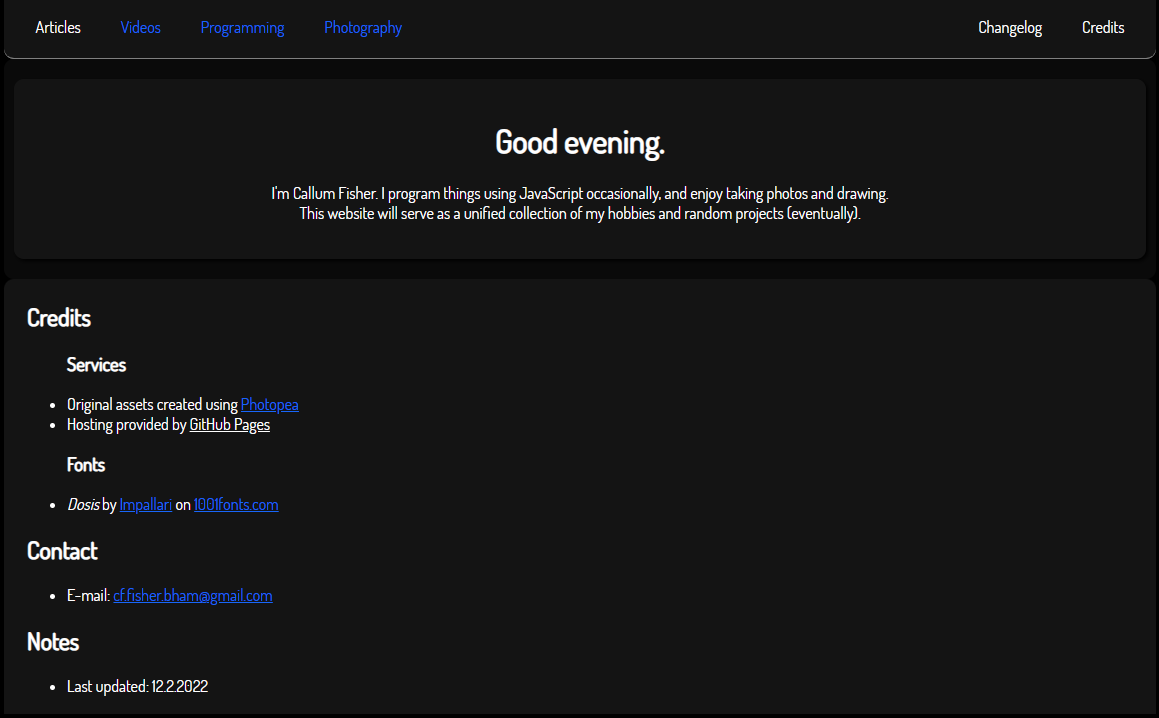 Articles Videos Programming Photography Changelog Credits
Good evening.
I'm Callum Fisher. I program things using JavaScript occasionally, and enjoy taking photos and drawing.
This website will serve as a unified collection of my hobbies and random projects (eventually).
Credits
Services
• Original assets created using Photopea
• Hosting provided by GitHub Pages
Fonts
• Dosis by Impallari on 1001fonts.com
Contact
• E-mail: cf.fisher.bham@gmail.com
Notes
• Last updated: 12.2.2022